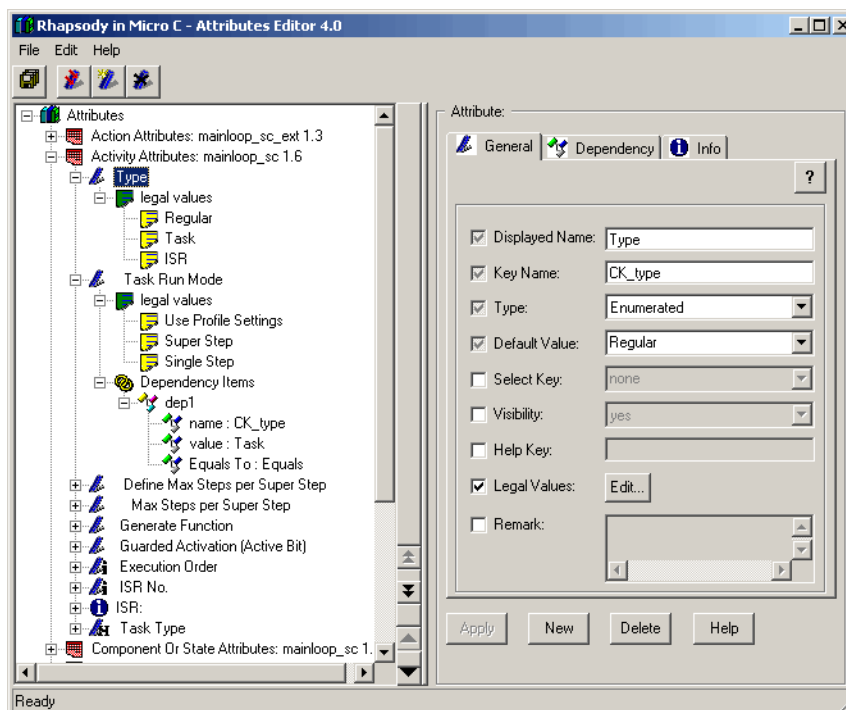 Rhapsody in Micro C - Attributes Editor 4.0
File Edit Help
Attributes
Action Attributes: mainloop_sc_ext 1.3
Activity Attributes: mainloop_sc 1.6
Type
legal values
Regular
Task
ISR
Task Run Mode
legal values
Use Profile Settings
Super Step
Single Step
Dependency Items
dep1
name : CK_type
value : Task
Equals To : Equals
Define Max Steps per Super Step
Max Steps per Super Step
Generate Function
Guarded Activation (Active Bit)
Execution Order
ISR No.
ISR:
Task Type
Component Or State Attributes: mainloop_sc 1.
Attribute:
General Dependency Info
?
Displayed Name: Type
Key Name: CK_type
Type: Enumerated
Default Value: Regular
Select Key: none
Visibility: yes
Help Key:
Legal Values: Edit...
Remark:
Apply New Delete Help
Ready